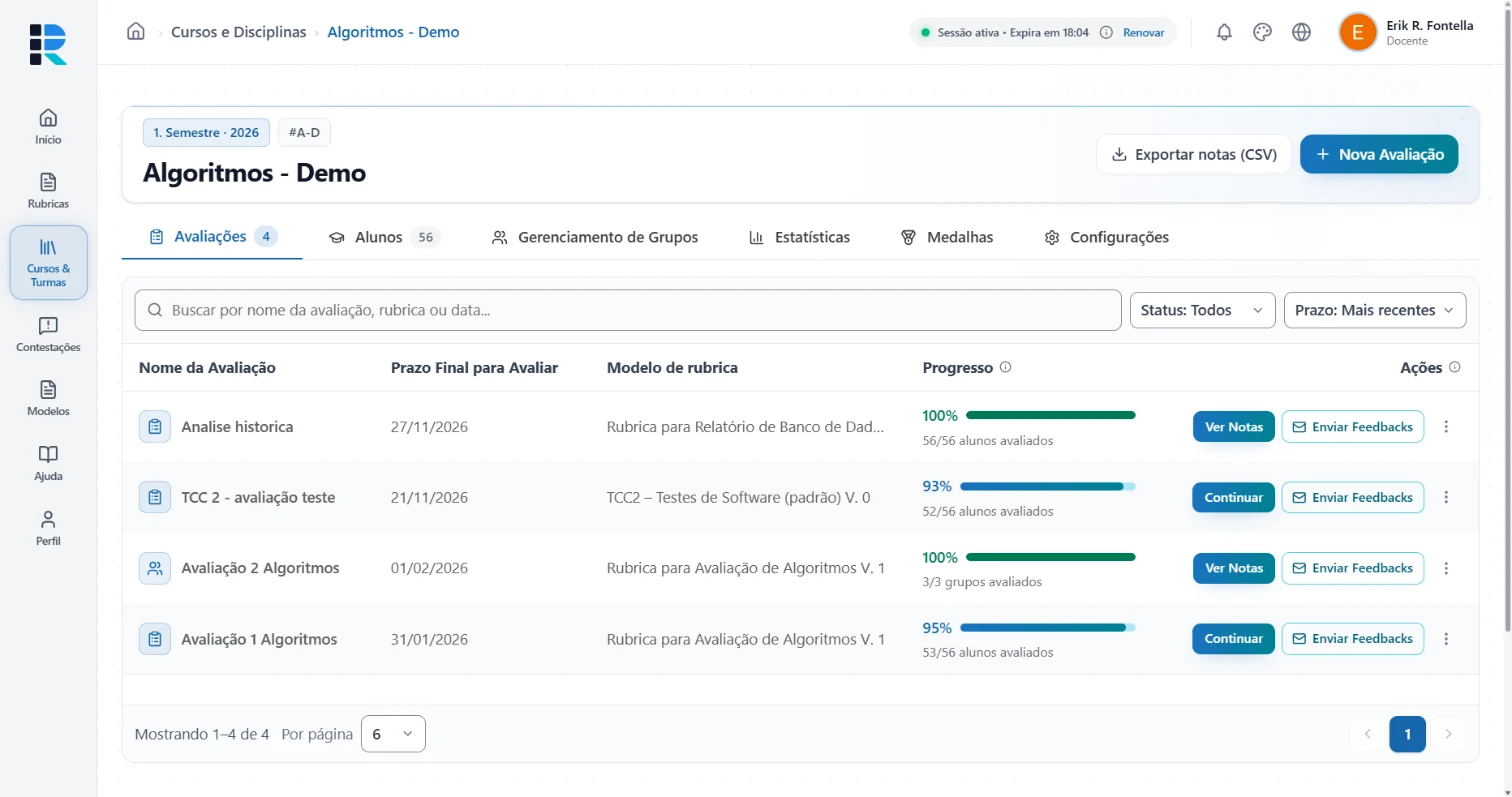 Cursos e Disciplinas › Algoritmos - Demo
Sessão ativa • Expira em 18:04 Renovar
E
Erik R. Fontella
Docente
Início
Rubricas
Cursos &
Turmas
Contestações
Modelos
Ajuda
Perfil
1. Semestre · 2026 #A-D
Algoritmos - Demo
Exportar notas (CSV)
+ Nova Avaliação
Avaliações 4
Alunos 56
Gerenciamento de Grupos
Estatísticas
Medalhas
Configurações
Buscar por nome da avaliação, rubrica ou data...
Status: Todos
Prazo: Mais recentes
Nome da Avaliação Prazo Final para Avaliar Modelo de rubrica Progresso Ações
Analise historica 27/11/2026 Rubrica para Relatório de Banco de Dad... 100%
56/56 alunos avaliados
Ver Notas Enviar Feedbacks
TCC 2 - avaliação teste 21/11/2026 TCC2 – Testes de Software (padrão) V. 0 93%
52/56 alunos avaliados
Continuar Enviar Feedbacks
Avaliação 2 Algoritmos 01/02/2026 Rubrica para Avaliação de Algoritmos V. 1 100%
3/3 grupos avaliados
Ver Notas Enviar Feedbacks
Avaliação 1 Algoritmos 31/01/2026 Rubrica para Avaliação de Algoritmos V. 1 95%
53/56 alunos avaliados
Continuar Enviar Feedbacks
Mostrando 1–4 de 4 Por página 6
1